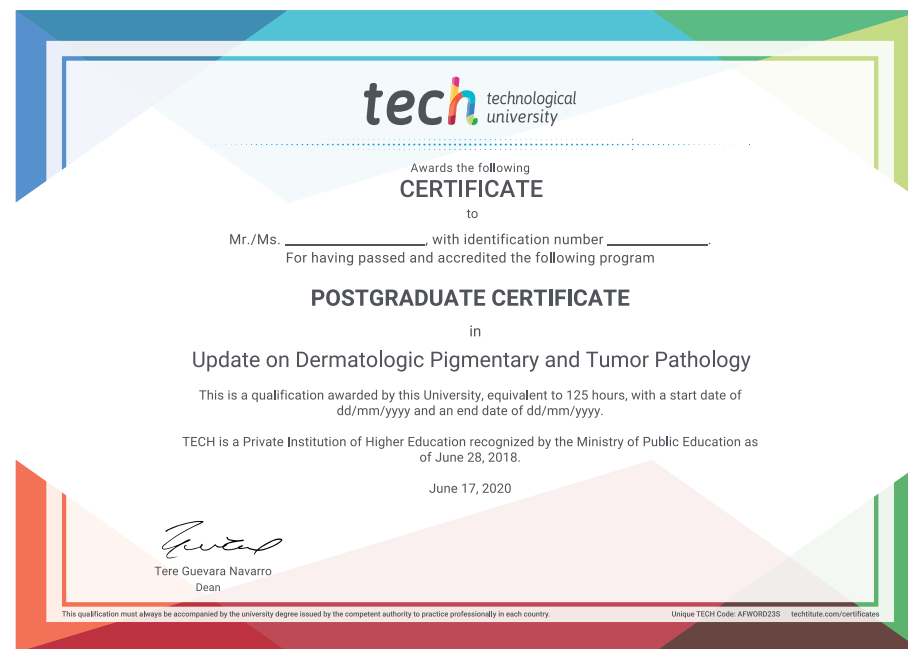 tech technological
university
Awards the following
CERTIFICATE
to
Mr./Ms. ____________________, with identification number ______________.
For having passed and accredited the following program
POSTGRADUATE CERTIFICATE
in
Update on Dermatologic Pigmentary and Tumor Pathology
This is a qualification awarded by this University, equivalent to 125 hours, with a start date of
dd/mm/yyyy and an end date of dd/mm/yyyy.
TECH is a Private Institution of Higher Education recognized by the Ministry of Public Education as
of June 28, 2018.
June 17, 2020
Tere Guevara Navarro
Dean
This qualification must always be accompanied by the university degree issued by the competent authority to practice professionally in each country.
Unique TECH Code: AFWORD23S techtitute.com/certificates